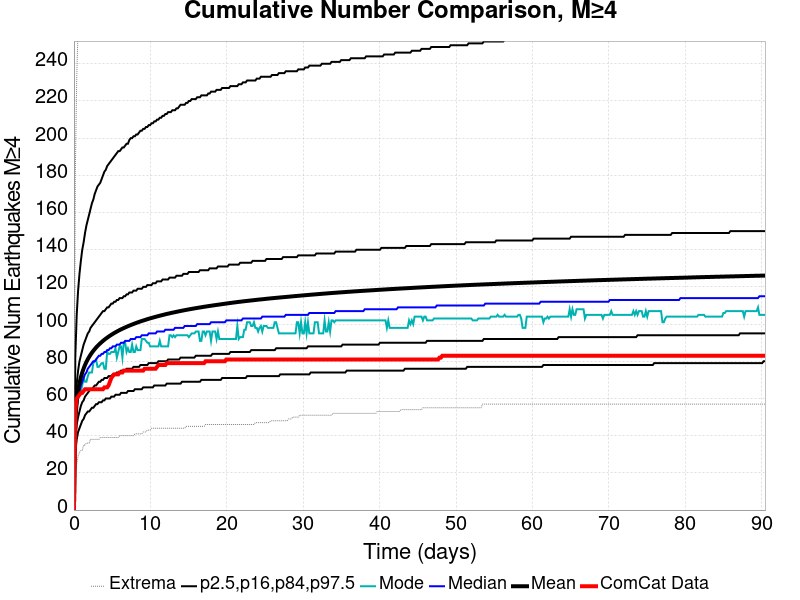 Cumulative Number Comparison, M≥4
Cumulative Num Earthquakes M≥4
240
220
200
180
160
140
120
100
80
60
40
20
0
0 10 20 30 40 50 60 70 80 90
Time (days)
Extrema p2.5,p16,p84,p97.5 Mode Median Mean ComCat Data